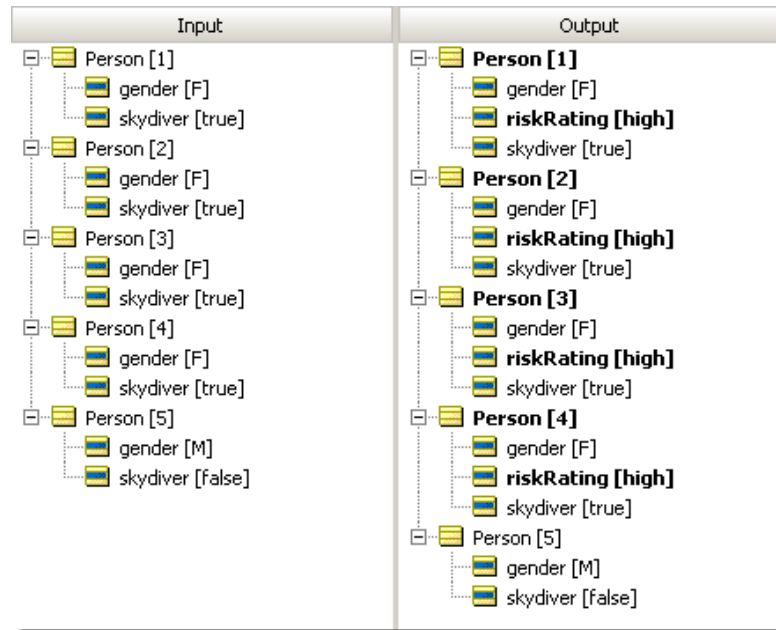 Input
Person [1]
gender [F]
skydiver [true]
Person [2]
gender [F]
skydiver [true]
Person [3]
gender [F]
skydiver [true]
Person [4]
gender [F]
skydiver [true]
Person [5]
gender [M]
skydiver [false]
Output
Person [1]
gender [F]
riskRating [high]
skydiver [true]
Person [2]
gender [F]
riskRating [high]
skydiver [true]
Person [3]
gender [F]
riskRating [high]
skydiver [true]
Person [4]
gender [F]
riskRating [high]
skydiver [true]
Person [5]
gender [M]
skydiver [false]